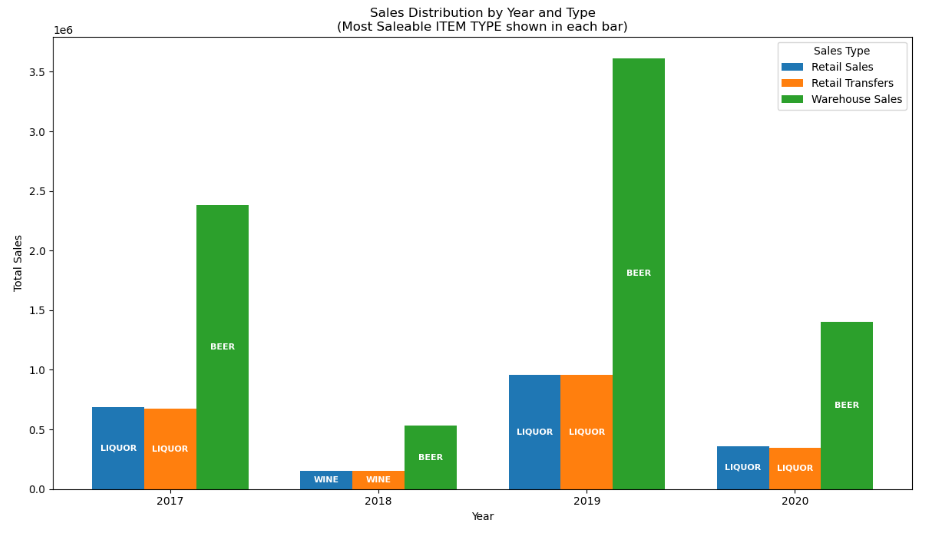 Sales Distribution by Year and Type
(Most Saleable ITEM TYPE shown in each bar)
1e6
Sales Type
Retail Sales
Retail Transfers
Warehouse Sales
3.5
3.0
2.5
2.0
1.5
1.0
0.5
0.0
Total Sales
LIQUOR
LIQUOR
BEER
WINE
WINE
BEER
LIQUOR
LIQUOR
BEER
LIQUOR
LIQUOR
BEER
2017
2018
2019
2020
Year